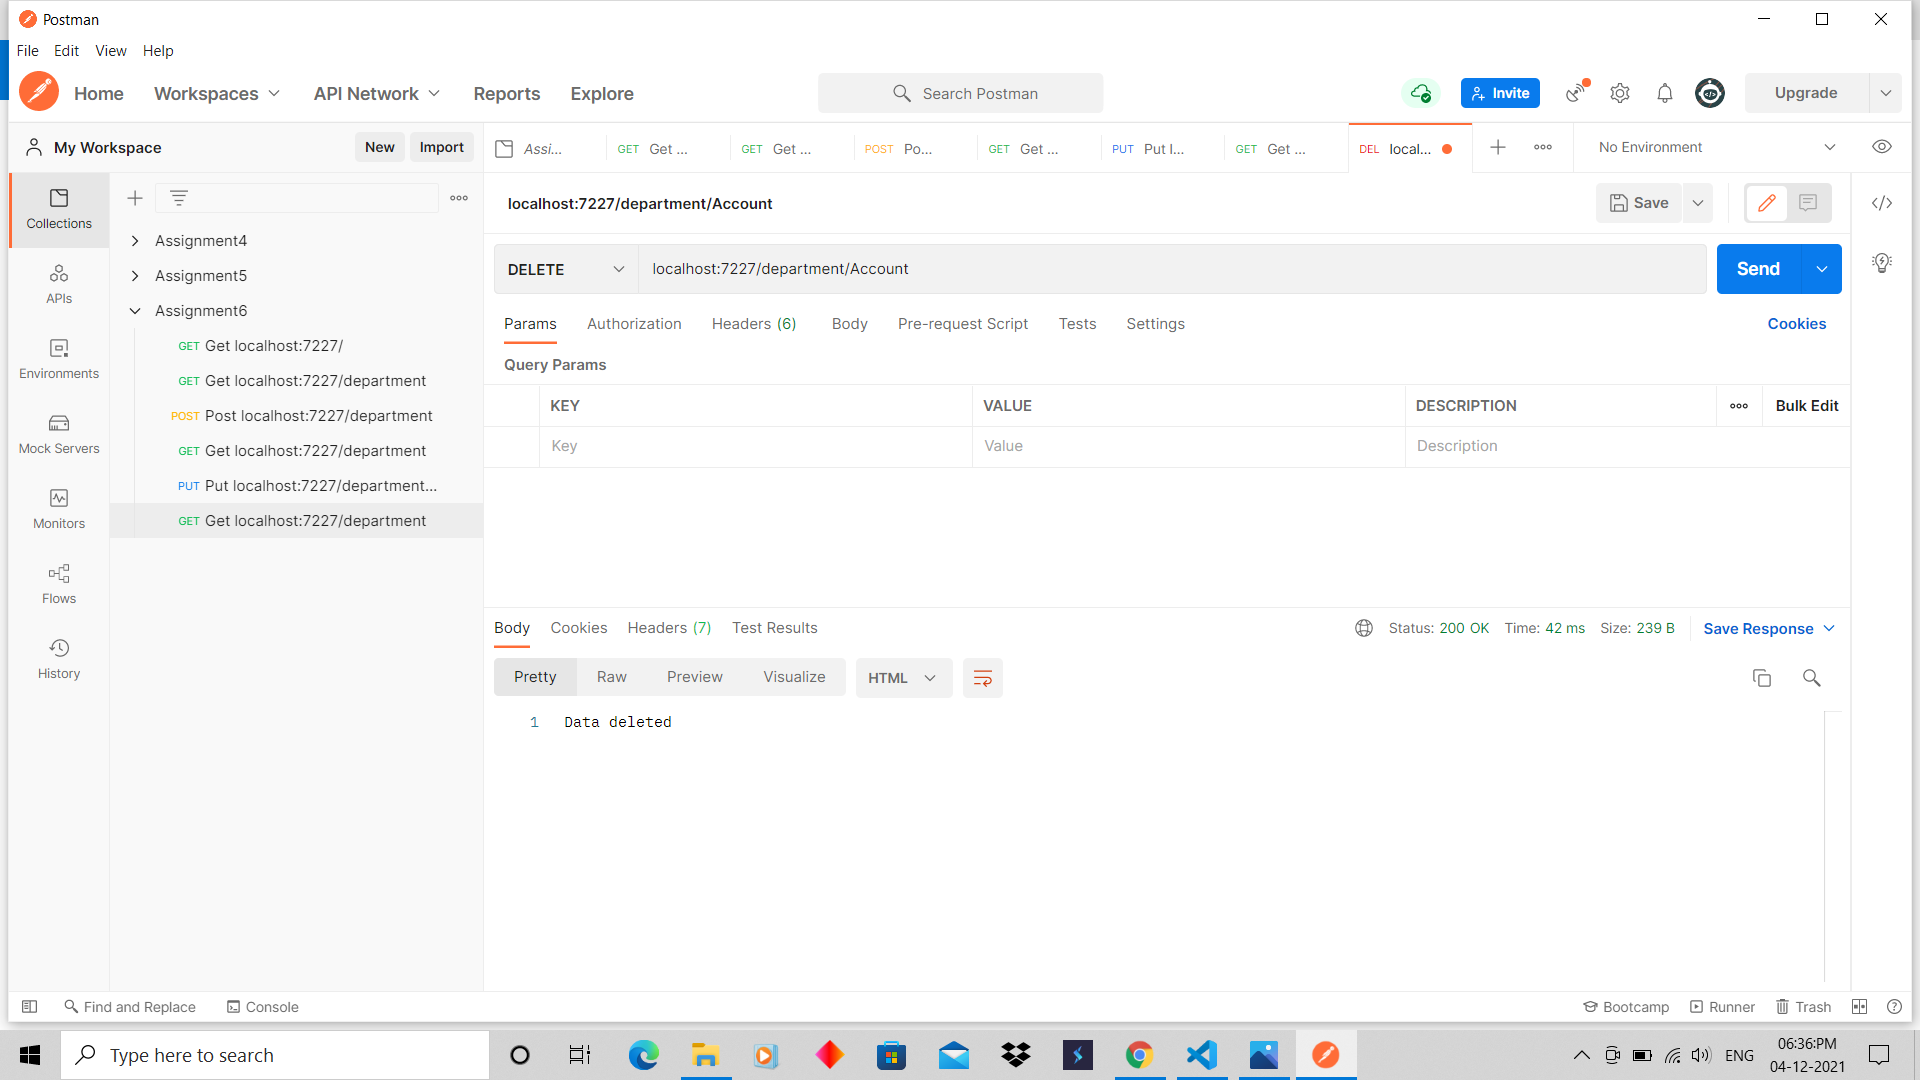 Postman
File Edit View Help
Home Workspaces API Network Reports Explore
Search Postman
Invite
Upgrade
My Workspace
New Import
Assi...
GET Get ...
GET Get ...
POST Po...
GET Get ...
PUT Put l...
GET Get ...
DEL local...
No Environment
Collections
APIs
Environments
Mock Servers
Monitors
Flows
History
Assignment4
Assignment5
Assignment6
GET Get localhost:7227/
GET Get localhost:7227/department
POST Post localhost:7227/department
GET Get localhost:7227/department
PUT Put localhost:7227/department...
GET Get localhost:7227/department
localhost:7227/department/Account
Save
DELETE localhost:7227/department/Account
Send
Params Authorization Headers (6) Body Pre-request Script Tests Settings
Cookies
Query Params
KEY VALUE DESCRIPTION Bulk Edit
Key Value Description
Body Cookies Headers (7) Test Results
Status: 200 OK Time: 42 ms Size: 239 B Save Response
Pretty Raw Preview Visualize HTML
1 Data deleted
Find and Replace Console
Bootcamp Runner Trash
Type here to search
ENG
06:36:PM
04-12-2021